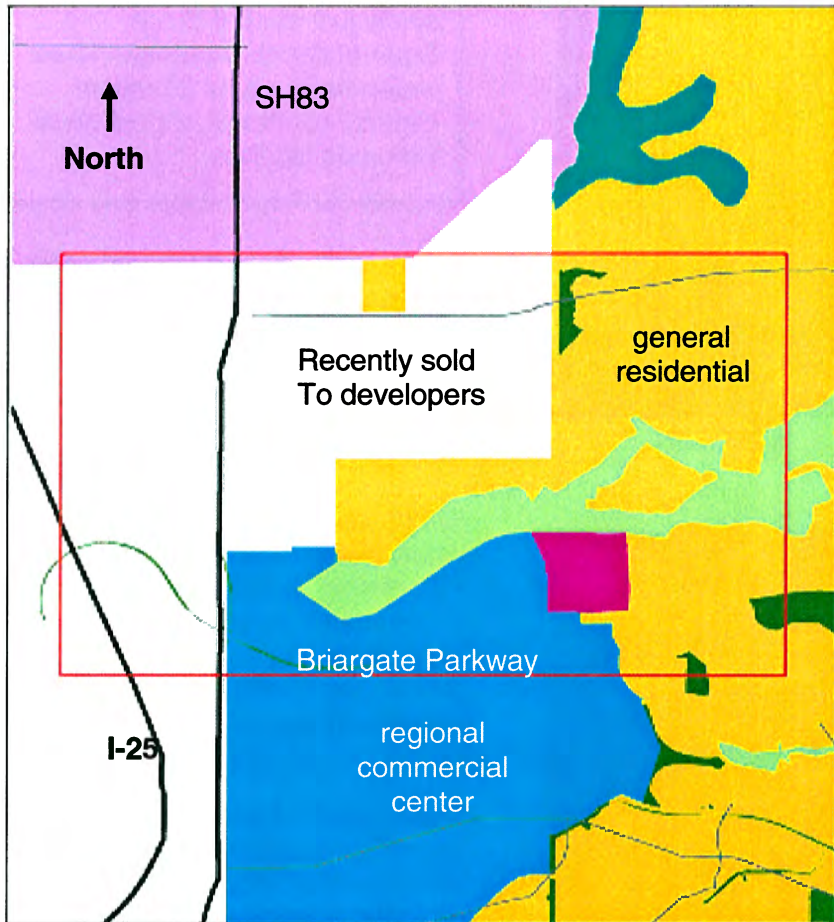 SH83
North
Recently sold
To developers
general
residential
Briargate Parkway
I-25
regional
commercial
center